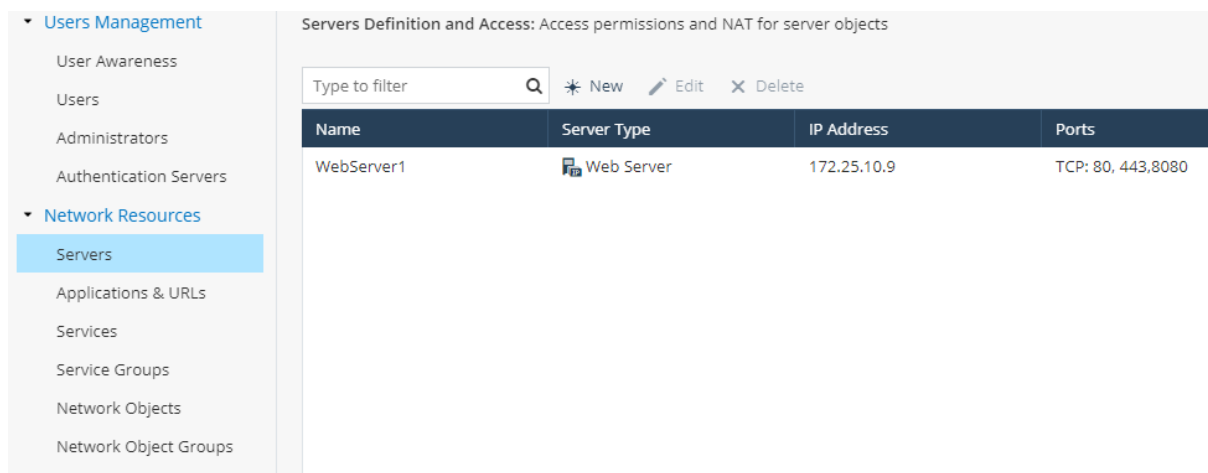 Users Management
User Awareness
Users
Administrators
Authentication Servers
Network Resources
Servers
Applications & URLs
Services
Service Groups
Network Objects
Network Object Groups
Servers Definition and Access: Access permissions and NAT for server objects
Type to filter New Edit Delete
Name Server Type IP Address Ports
WebServer1 Web Server 172.25.10.9 TCP: 80, 443,8080